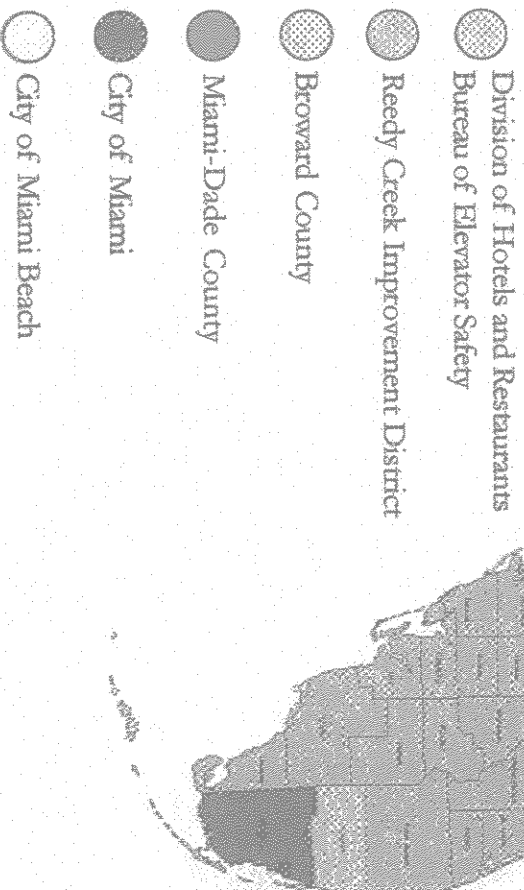 Division of Hotels and Restaurants
Bureau of Elevator Safety
Reedy Creek Improvement District
Broward County
Miami-Dade County
City of Miami
City of Miami Beach